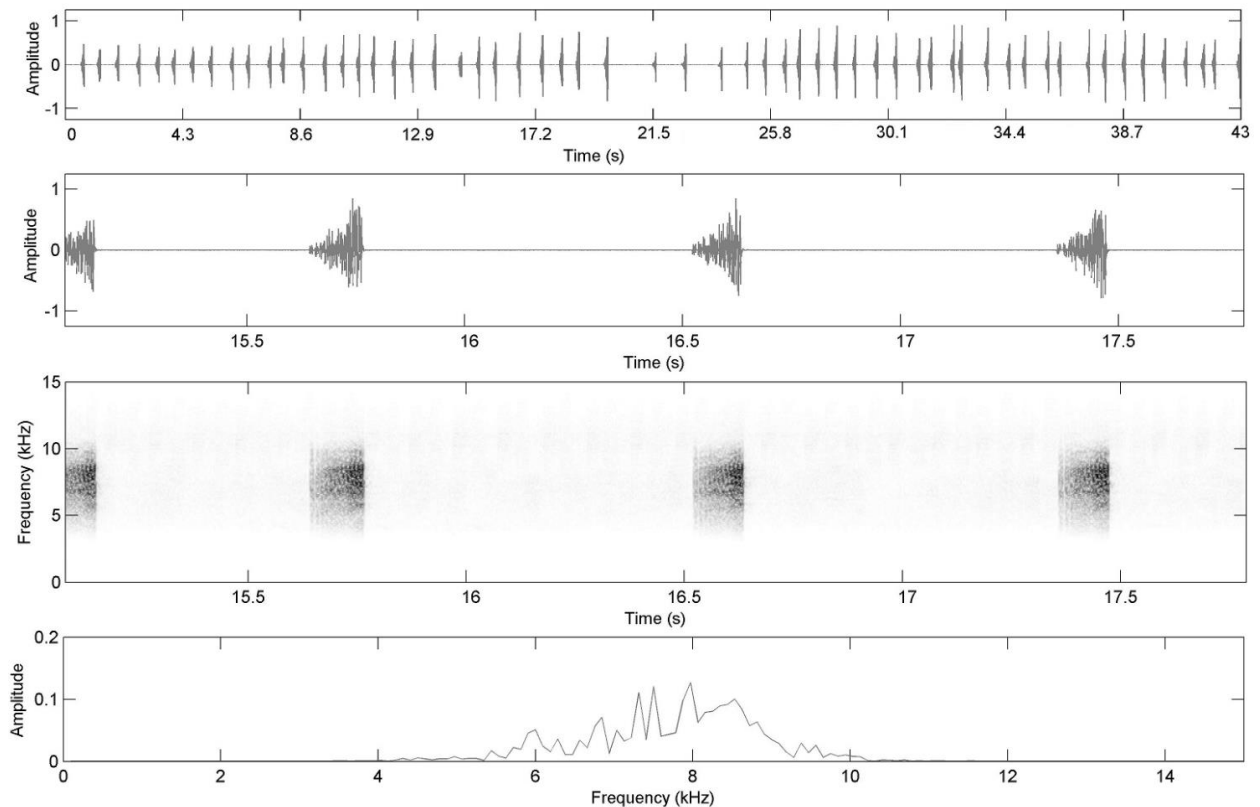 Amplitude
1
0
-1
0 4.3 8.6 12.9 17.2 21.5 25.8 30.1 34.4 38.7 43
Time (s)
Amplitude
1
0
-1
15.5 16 16.5 17 17.5
Time (s)
Frequency (kHz)
15
10
5
0
15.5 16 16.5 17 17.5
Time (s)
Amplitude
0.2
0.1
0
0 2 4 6 8 10 12 14
Frequency (kHz)